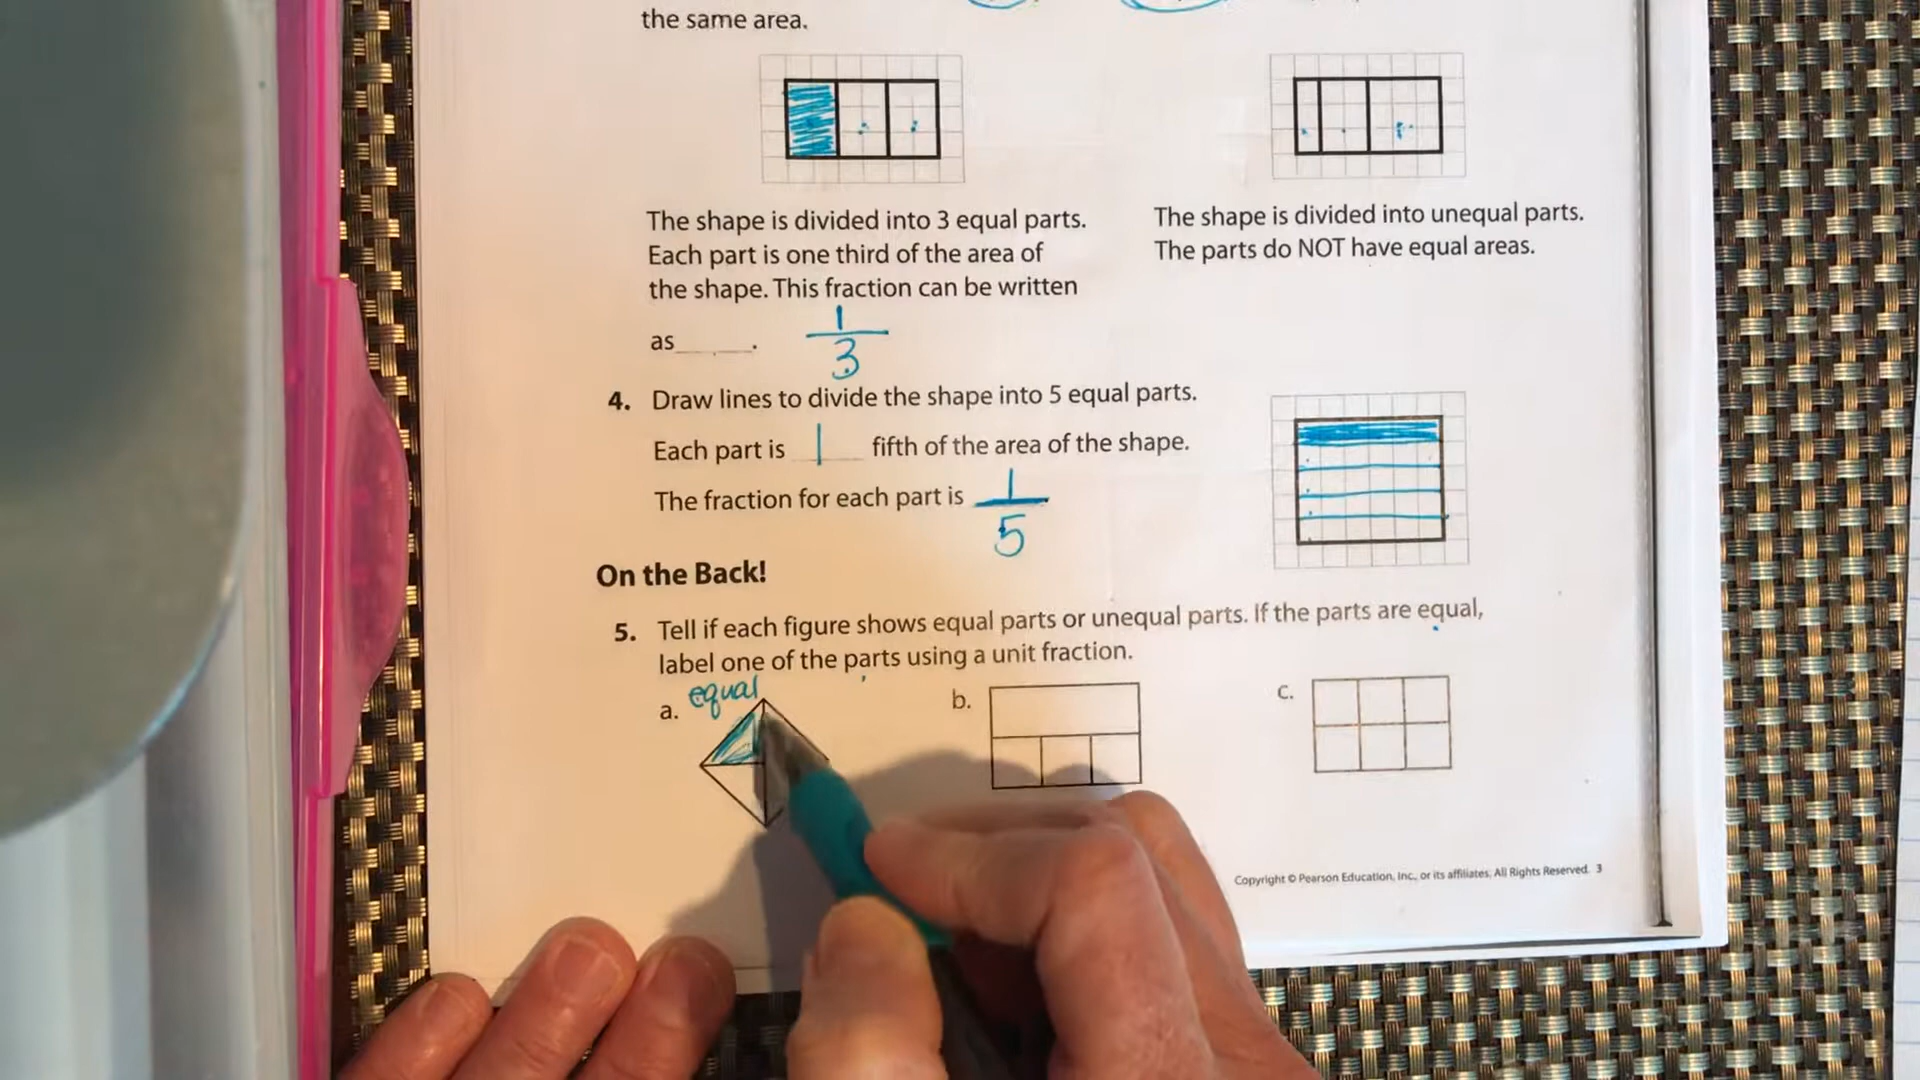 the same area.
The shape is divided into 3 equal parts.
Each part is one third of the area of
the shape. This fraction can be written
as____. 1/3
The shape is divided into unequal parts.
The parts do NOT have equal areas.
4. Draw lines to divide the shape into 5 equal parts.
Each part is 1 fifth of the area of the shape.
The fraction for each part is 1/5
On the Back!
5. Tell if each figure shows equal parts or unequal parts. If the parts are equal,
label one of the parts using a unit fraction.
a. equal
b.
c.
Copyright © Pearson Education, Inc., or its affiliates. All Rights Reserved. 3